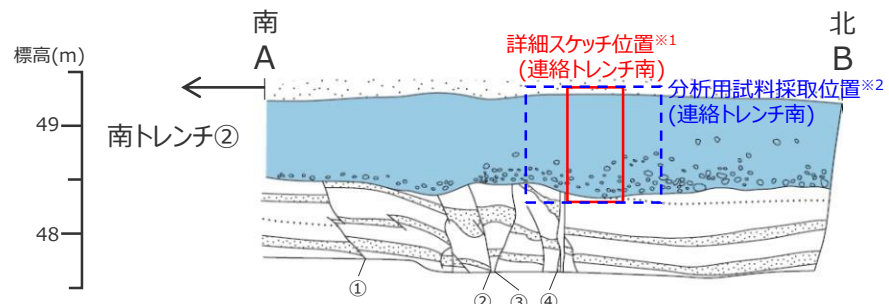 南
A
北
B
標高(m)
詳細スケッチ位置※1
(連絡トレンチ南)
分析用試料採取位置※2
(連絡トレンチ南)
49
南トレンチ②
48
①
②
③
④